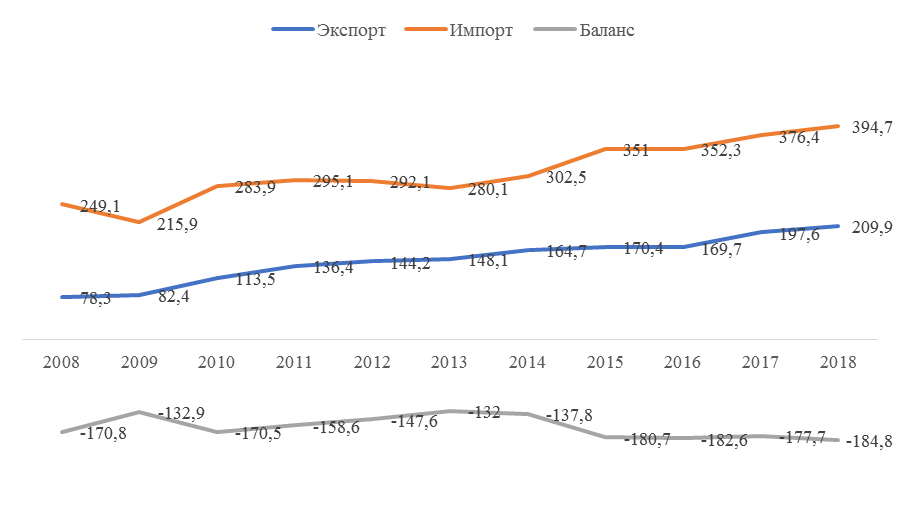 Экспорт Импорт Баланс
249,1 215,9 283,9 295,1 292,1 280,1 302,5 351 352,3 376,4 394,7
78,3 82,4 113,5 136,4 144,2 148,1 164,7 170,4 169,7 197,6 209,9
2008 2009 2010 2011 2012 2013 2014 2015 2016 2017 2018
-170,8 -132,9 -170,5 -158,6 -147,6 -132 -137,8 -180,7 -182,6 -177,7 -184,8